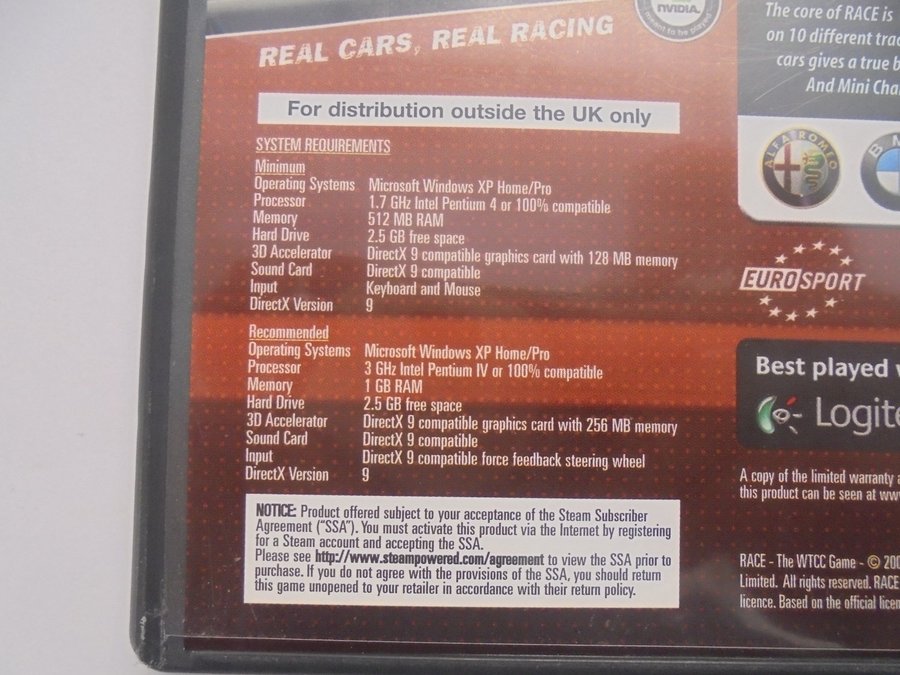 NVIDIA.
meant to be played
REAL CARS, REAL RACING
The core of RACE is
on 10 different trac
cars gives a true b
And Mini Cha
For distribution outside the UK only
SYSTEM REQUIREMENTS
Minimum
Operating Systems Microsoft Windows XP Home/Pro
Processor 1.7 GHz Intel Pentium 4 or 100% compatible
Memory 512 MB RAM
Hard Drive 2.5 GB free space
3D Accelerator DirectX 9 compatible graphics card with 128 MB memory
Sound Card DirectX 9 compatible
Input Keyboard and Mouse
DirectX Version 9
Recommended
Operating Systems Microsoft Windows XP Home/Pro
Processor 3 GHz Intel Pentium IV or 100% compatible
Memory 1 GB RAM
Hard Drive 2.5 GB free space
3D Accelerator DirectX 9 compatible graphics card with 256 MB memory
Sound Card DirectX 9 compatible
Input DirectX 9 compatible force feedback steering wheel
DirectX Version 9
NOTICE: Product offered subject to your acceptance of the Steam Subscriber
Agreement ("SSA"). You must activate this product via the Internet by registering
for a Steam account and accepting the SSA.
Please see http://www.steampowered.com/agreement to view the SSA prior to
purchase. If you do not agree with the provisions of the SSA, you should return
this game unopened to your retailer in accordance with their return policy.
ALFA ROMEO
B M
EUROSPORT
Best played w
Logite
A copy of the limited warranty a
this product can be seen at www
RACE - The WTCC Game - © 200
Limited. All rights reserved. RACE
licence. Based on the official licen